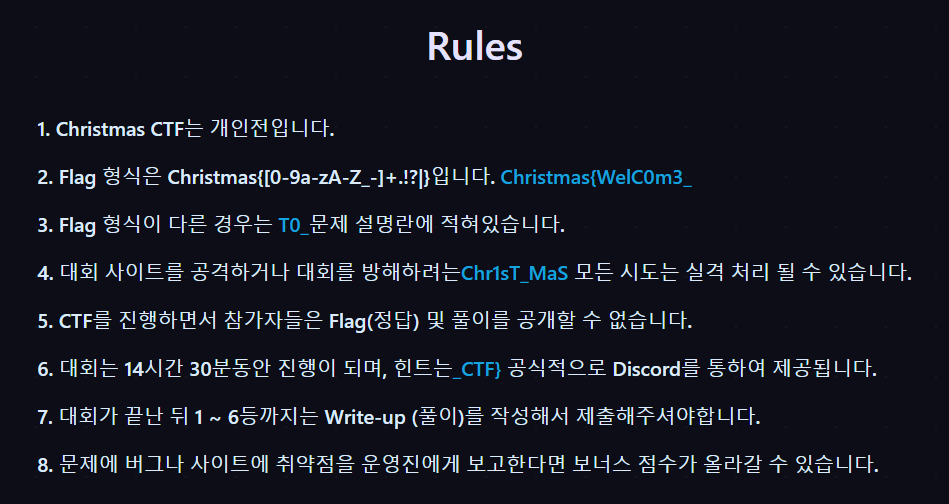 Rules
1. Christmas CTF는 개인전입니다.
2. Flag 형식은 Christmas{[0-9a-zA-Z_-]+.!?|}입니다. Christmas{WelC0m3_
3. Flag 형식이 다른 경우는 T0_문제 설명란에 적혀있습니다.
4. 대회 사이트를 공격하거나 대회를 방해하려는Chr1sT_MaS 모든 시도는 실격 처리 될 수 있습니다.
5. CTF를 진행하면서 참가자들은 Flag(정답) 및 풀이를 공개할 수 없습니다.
6. 대회는 14시간 30분동안 진행이 되며, 힌트는_CTF} 공식적으로 Discord를 통하여 제공됩니다.
7. 대회가 끝난 뒤 1 ~ 6등까지는 Write-up (풀이)를 작성해서 제출해주셔야합니다.
8. 문제에 버그나 사이트에 취약점을 운영진에게 보고한다면 보너스 점수가 올라갈 수 있습니다.